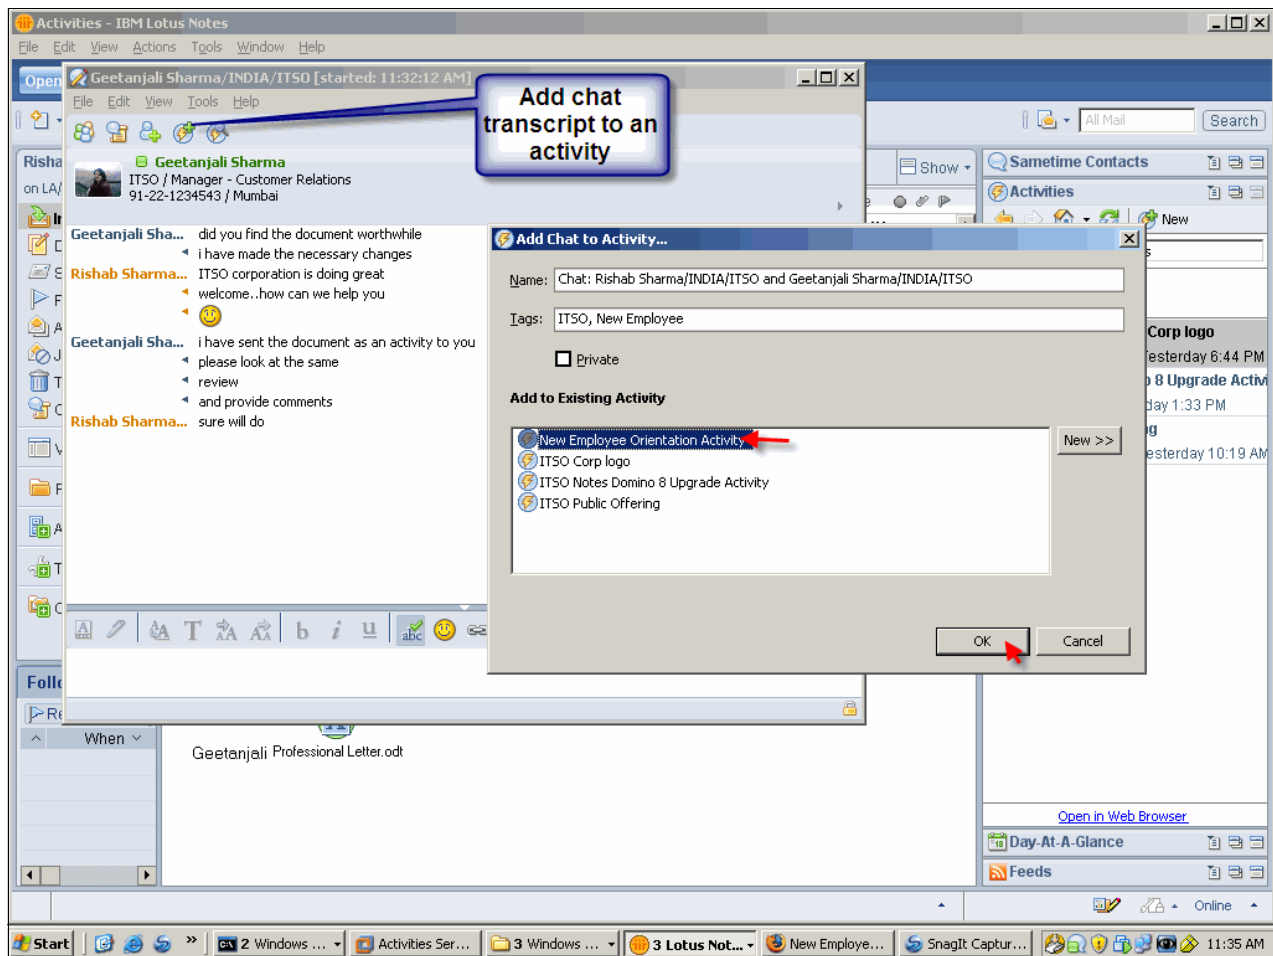 Activities - IBM Lotus Notes
File Edit View Actions Tools Window Help
Open
Geetanjali Sharma/INDIA/ITSO [started: 11:32:12 AM]
File Edit View Tools Help
Add chat
transcript to an
activity
All Mail
Search
Geetanjali Sharma
ITSO / Manager - Customer Relations
91-22-1234543 / Mumbai
Risha
on LA/
Show
Sametime Contacts
Activities
New
Geetanjali Sha... did you find the document worthwhile
i have made the necessary changes
Rishab Sharma... ITSO corporation is doing great
welcome..how can we help you
Geetanjali Sha... i have sent the document as an activity to you
please look at the same
review
and provide comments
Rishab Sharma... sure will do
Add Chat to Activity...
Name: Chat: Rishab Sharma/INDIA/ITSO and Geetanjali Sharma/INDIA/ITSO
Tags: ITSO, New Employee
Private
Add to Existing Activity
New Employee Orientation Activity
ITSO Corp logo
ITSO Notes Domino 8 Upgrade Activity
ITSO Public Offering
New >>
OK Cancel
Corp logo
esterday 6:44 PM
8 Upgrade Activi
day 1:33 PM
esterday 10:19 AM
abc
Follo
Re
When
Geetanjali Professional Letter.odt
Open in Web Browser
Day-At-A-Glance
Feeds
Online
Start
2 Windows ...
Activities Ser...
3 Windows ...
3 Lotus Not...
New Employe...
SnagIt Captur...
11:35 AM